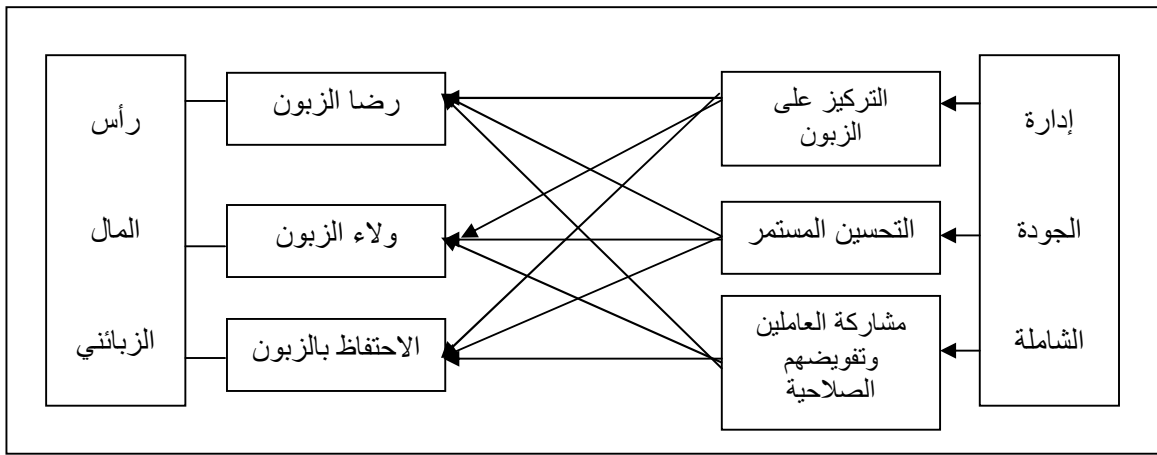 إدارة
الجودة
الشاملة
التركيز على
الزبون
التحسين المستمر
مشاركة العاملين
وتفويضهم
الصلاحية
رضا الزبون
ولاء الزبون
الاحتفاظ بالزبون
رأس
المال
الزبائني